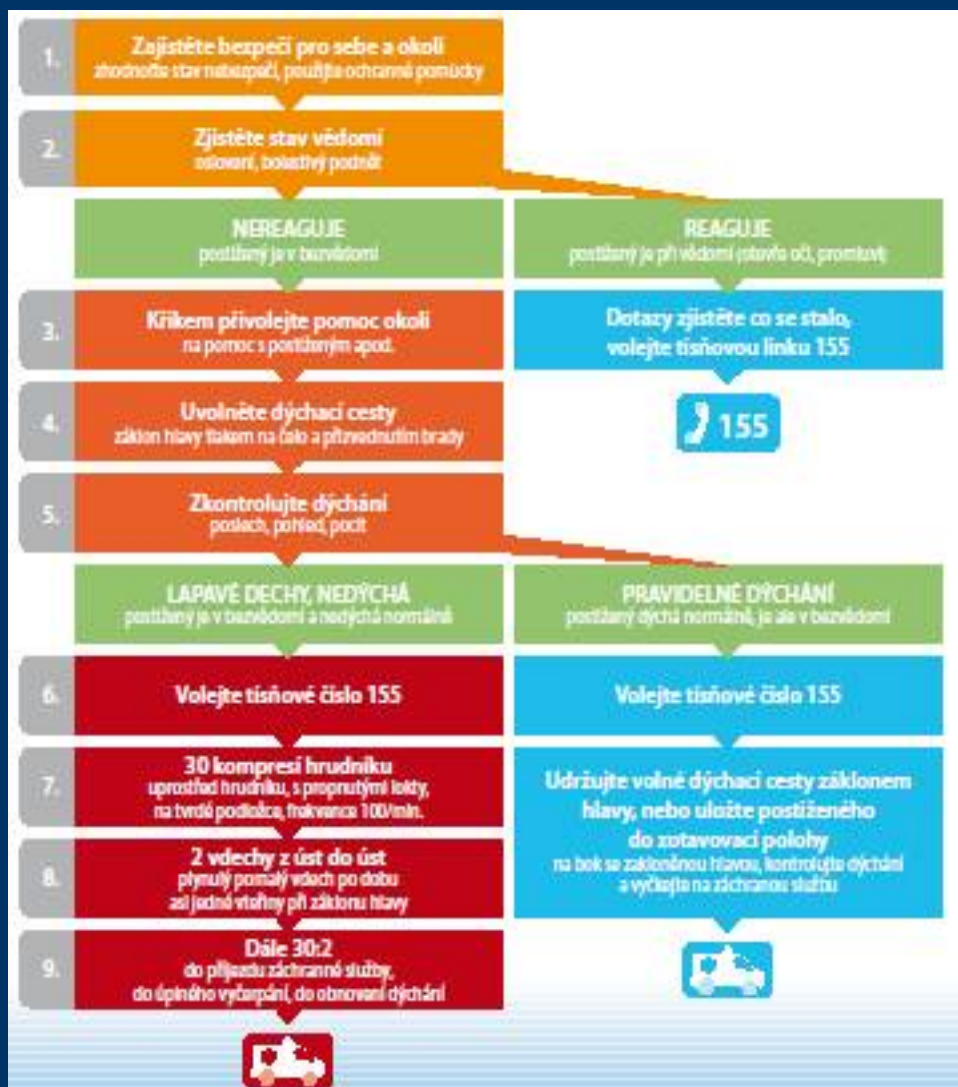 1.
Zajistěte bezpečí pro sebe a okolí
zhodnoťte stav nebezpečí, použijte ochranné pomůcky
2.
Zjistěte stav vědomí
oslovení, bolestivý podnět
NEREAGUJE
postižený je v bezvědomí
REAGUJE
postižený je při vědomí (otevře oči, promluví)
3.
Křikem přivolejte pomoc okolí
na pomoc s postiženým apod.
Dotazy zjistěte co se stalo,
volejte tísňovou linku 155
155
4.
Uvolněte dýchací cesty
záklon hlavy tlakem na čelo a přizvednutím brady
5.
Zkontrolujte dýchání
poslech, pohled, pocit
LAPAVÉ DECHY, NEDÝCHÁ
postižený je v bezvědomí a nedýchá normálně
PRAVIDELNÉ DÝCHÁNÍ
postižený dýchá normálně, je ale v bezvědomí
6.
Volejte tísňové číslo 155
Volejte tísňové číslo 155
7.
30 kompresí hrudníku
uprostřed hrudníku, s propnutými lokty,
na tvrdé podložce, frekvence 100/min.
8.
2 vdechy z úst do úst
plynulý pomalý vdech po dobu
asi jedné vteřiny při záklonu hlavy
Udržujte volné dýchací cesty záklonem
hlavy, nebo uložte postiženého
do zotavovací polohy
na bok se zakloněnou hlavou, kontrolujte dýchání
a vyčkejte na záchranou službu
9.
Dále 30:2
do příjezdu záchranné služby,
do úplného vyčerpání, do obnovení dýchání